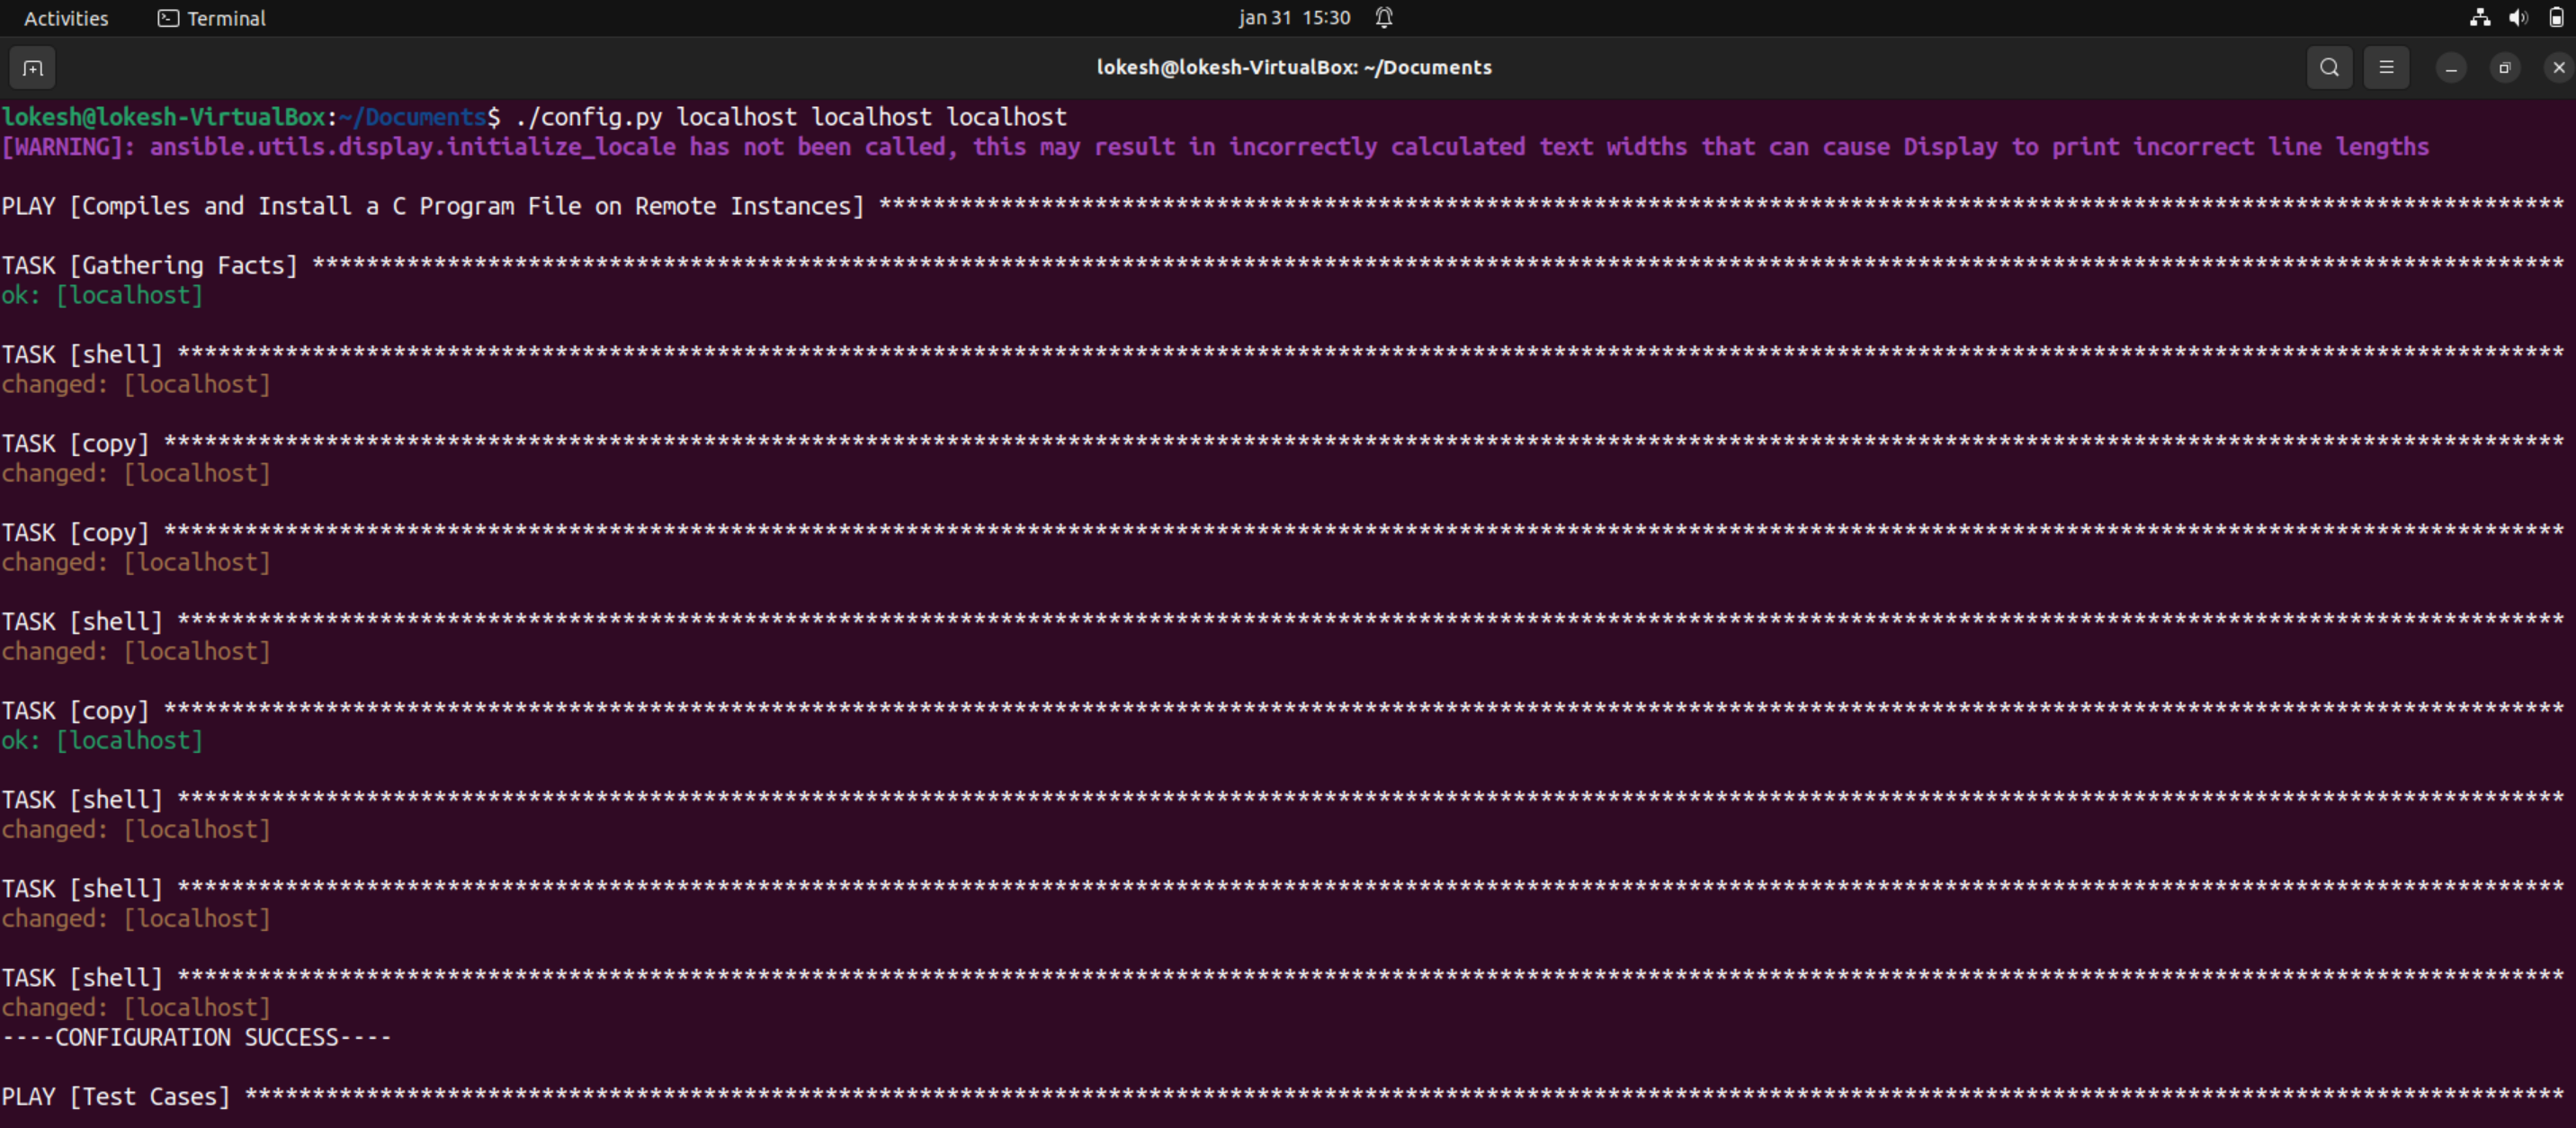 Activities Terminal jan 31 15:30
lokesh@lokesh-VirtualBox: ~/Documents
lokesh@lokesh-VirtualBox:~/Documents$ ./config.py localhost localhost localhost
[WARNING]: ansible.utils.display.initialize_locale has not been called, this may result in incorrectly calculated text widths that can cause Display to print incorrect line lengths
PLAY [Compiles and Install a C Program File on Remote Instances] ****************************************************************************************************************************
TASK [Gathering Facts] **********************************************************************************************************************************************************************
ok: [localhost]
TASK [shell] ********************************************************************************************************************************************************************************
changed: [localhost]
TASK [copy] *********************************************************************************************************************************************************************************
changed: [localhost]
TASK [copy] *********************************************************************************************************************************************************************************
changed: [localhost]
TASK [shell] ********************************************************************************************************************************************************************************
changed: [localhost]
TASK [copy] *********************************************************************************************************************************************************************************
ok: [localhost]
TASK [shell] ********************************************************************************************************************************************************************************
changed: [localhost]
TASK [shell] ********************************************************************************************************************************************************************************
changed: [localhost]
TASK [shell] ********************************************************************************************************************************************************************************
changed: [localhost]
----CONFIGURATION SUCCESS----
PLAY [Test Cases] ***************************************************************************************************************************************************************************